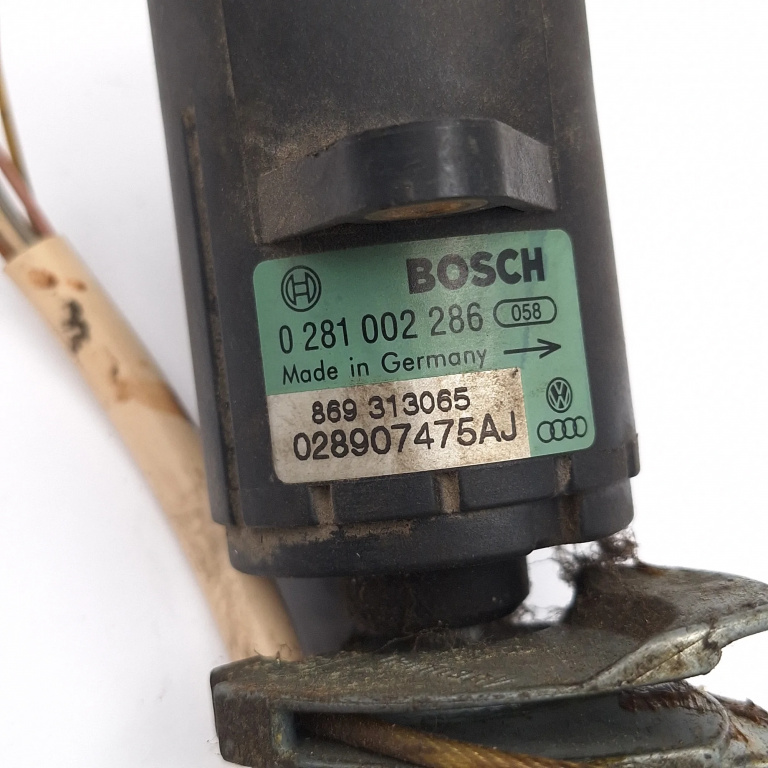 BOSCH
0 281 002 286 058
Made in Germany
869 313065
028907475AJ